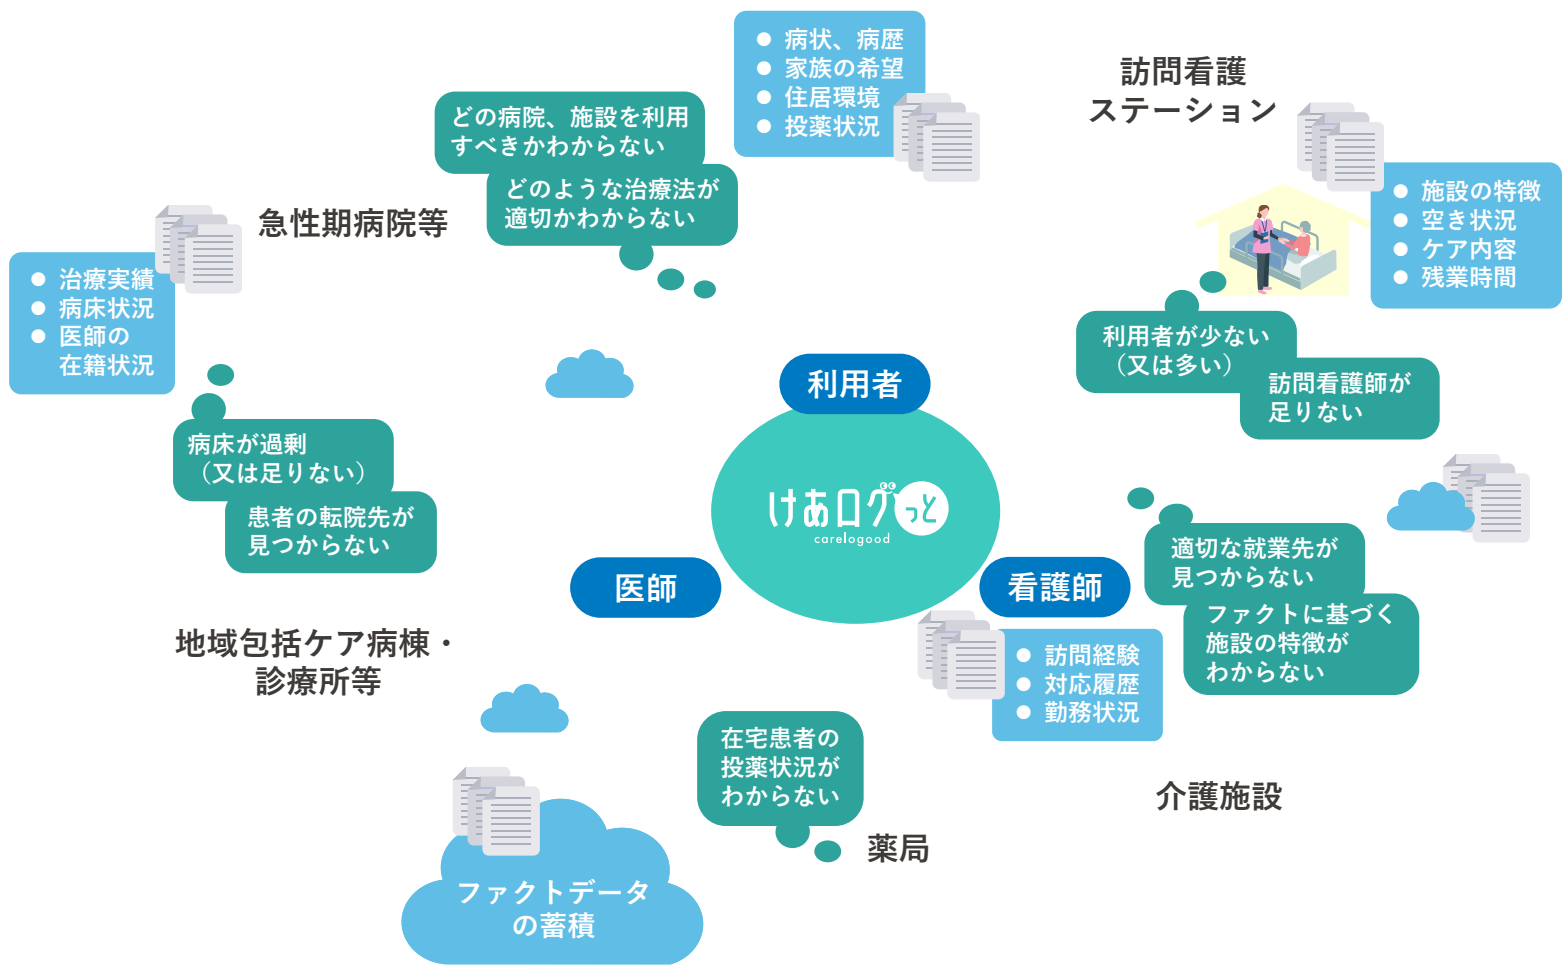 病状、病歴
家族の希望
住居環境
投薬状況
訪問看護
ステーション
どの病院、施設を利用
すべきかわからない
どのような治療法が
適切かわからない
施設の特徴
空き状況
ケア内容
残業時間
急性期病院等
治療実績
病床状況
医師の
在籍状況
利用者が少ない
（又は多い）
訪問看護師が
足りない
利用者
病床が過剰
（又は足りない）
患者の転院先が
見つからない
けあログっと
carelogood
適切な就業先が
見つからない
ファクトに基づく
施設の特徴が
わからない
医師
看護師
訪問経験
対応履歴
勤務状況
地域包括ケア病棟・
診療所等
在宅患者の
投薬状況が
わからない
介護施設
薬局
ファクトデータ
の蓄積